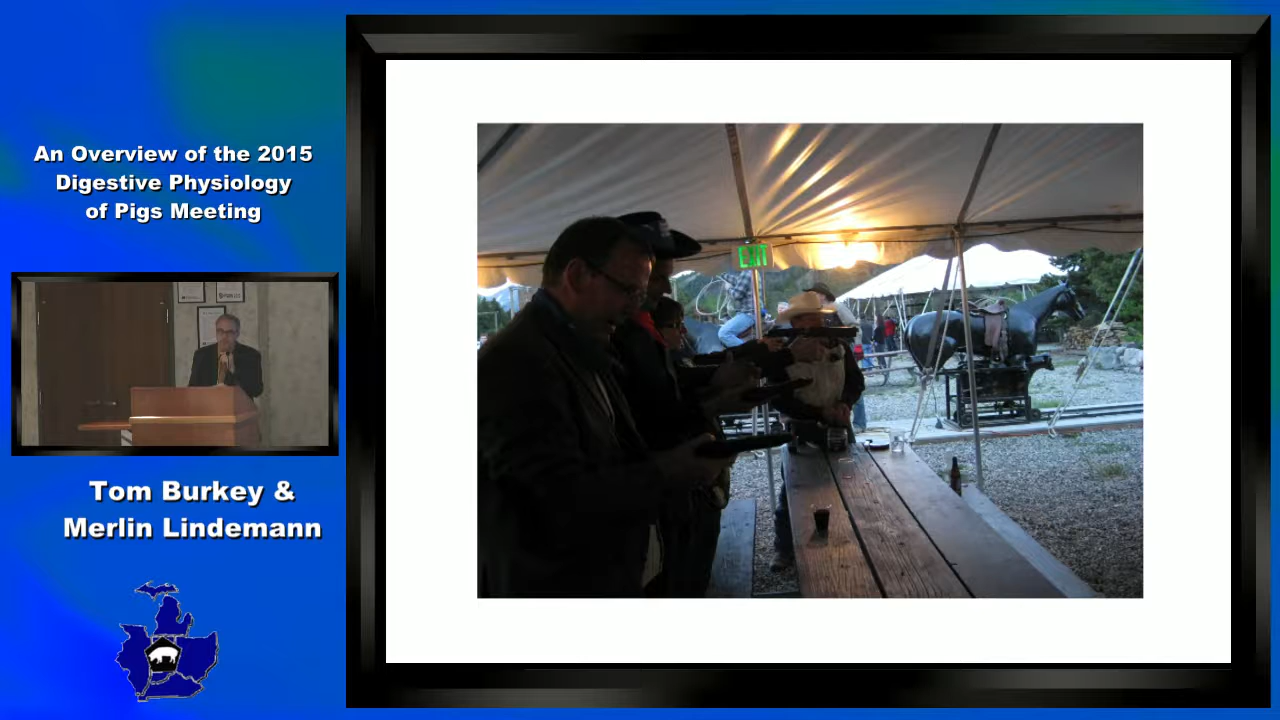 An Overview of the 2015
Digestive Physiology
of Pigs Meeting
Tom Burkey &
Merlin Lindemann
EXIT